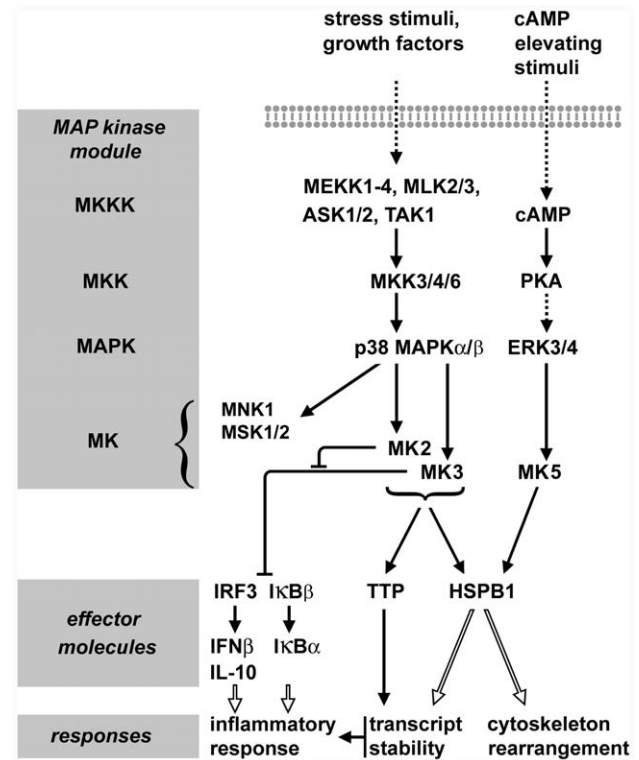 stress stimuli,
growth factors
cAMP
elevating
stimuli
MAP kinase
module
MKKK
MEKK1-4, MLK2/3,
ASK1/2, TAK1
cAMP
MKK
MKK3/4/6
PKA
MAPK
p38 MAPKα/β
ERK3/4
MNK1
MSK1/2
MK
MK2
MK3
MK5
effector
molecules
IRF3
IκBβ
TTP
HSPB1
IFNβ
IL-10
IκBα
responses
inflammatory
response
transcript
stability
cytoskeleton
rearrangement